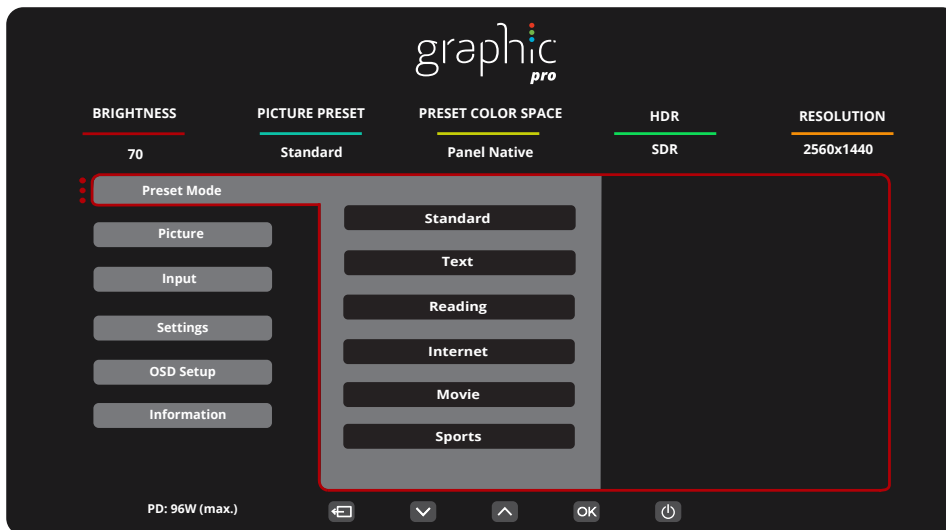 graphic
pro
BRIGHTNESS PICTURE PRESET PRESET COLOR SPACE HDR RESOLUTION
70 Standard Panel Native SDR 2560x1440
Preset Mode
Picture
Input
Settings
OSD Setup
Information
Standard
Text
Reading
Internet
Movie
Sports
PD: 96W (max.) OK